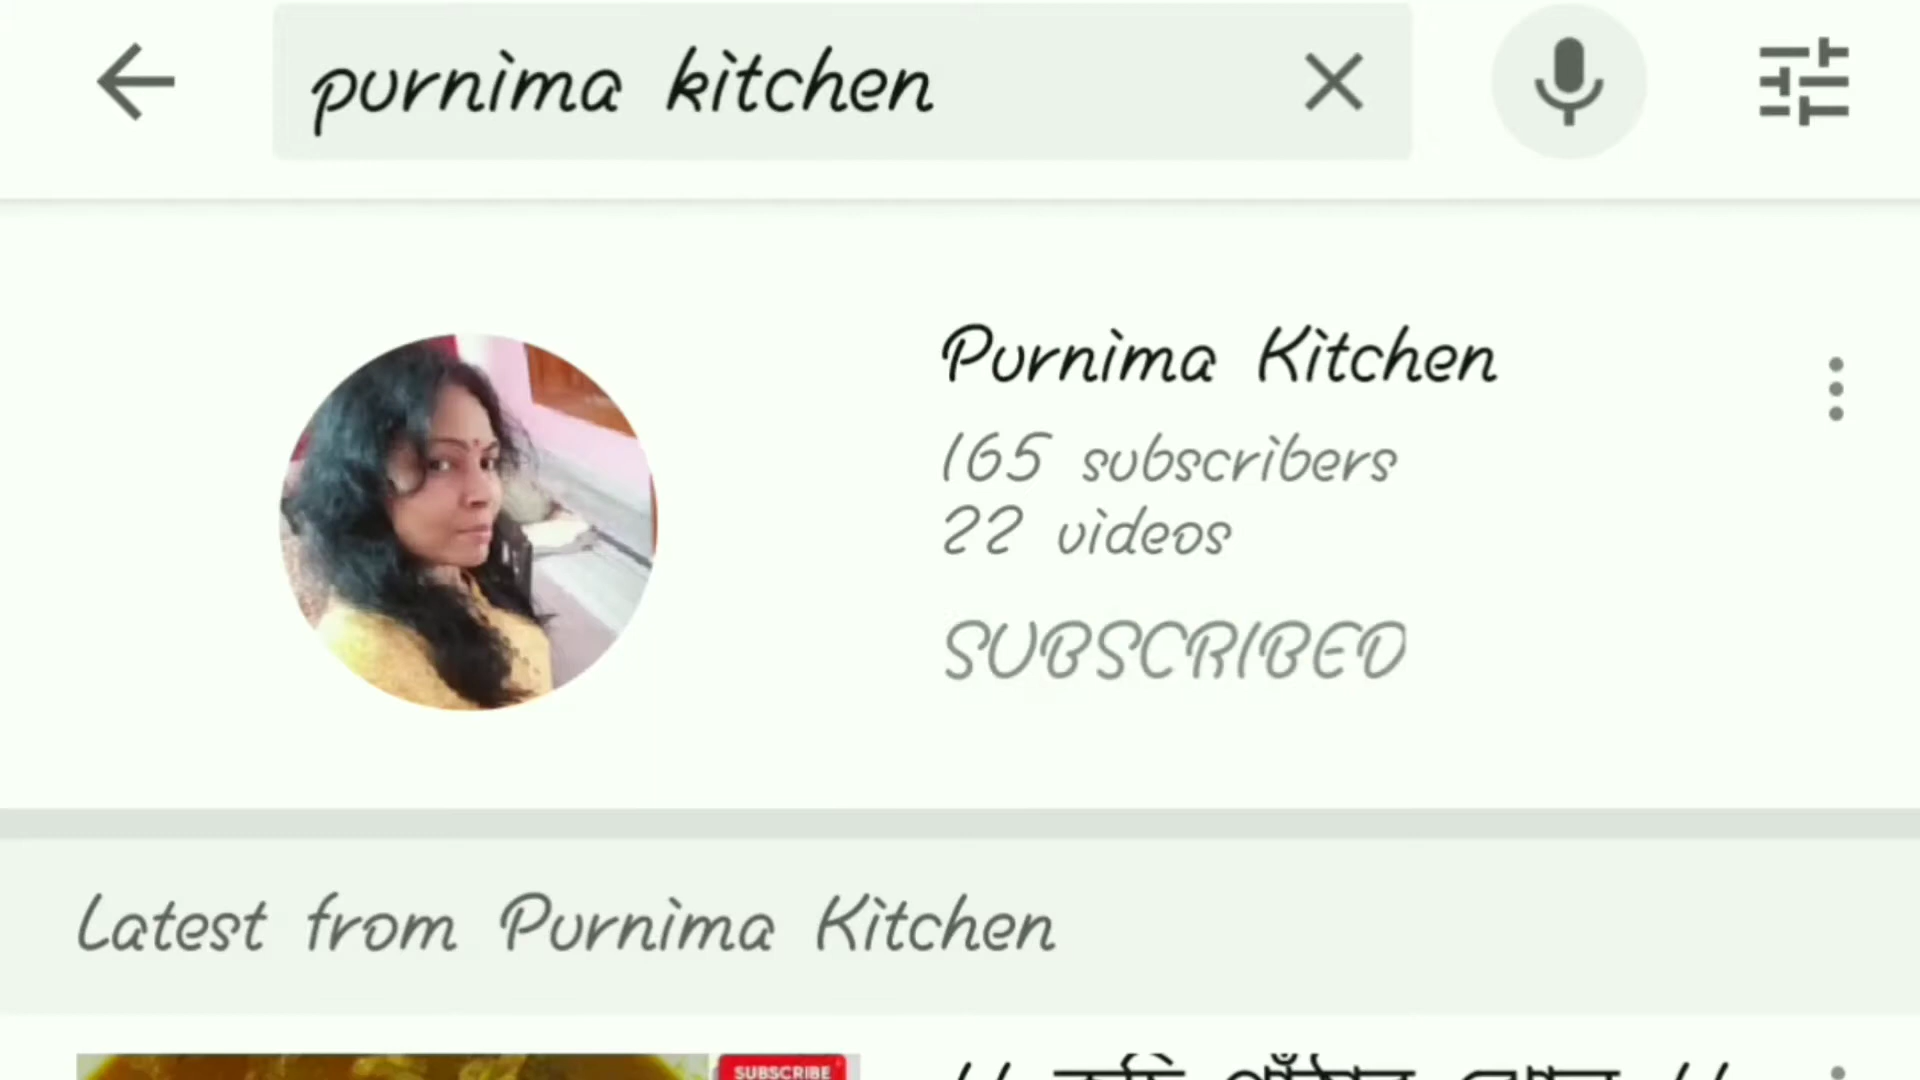 purnima kitchen
Purnima Kitchen
165 subscribers
22 videos
SUBSCRIBED
Latest from Purnima Kitchen
SUBSCRIBE